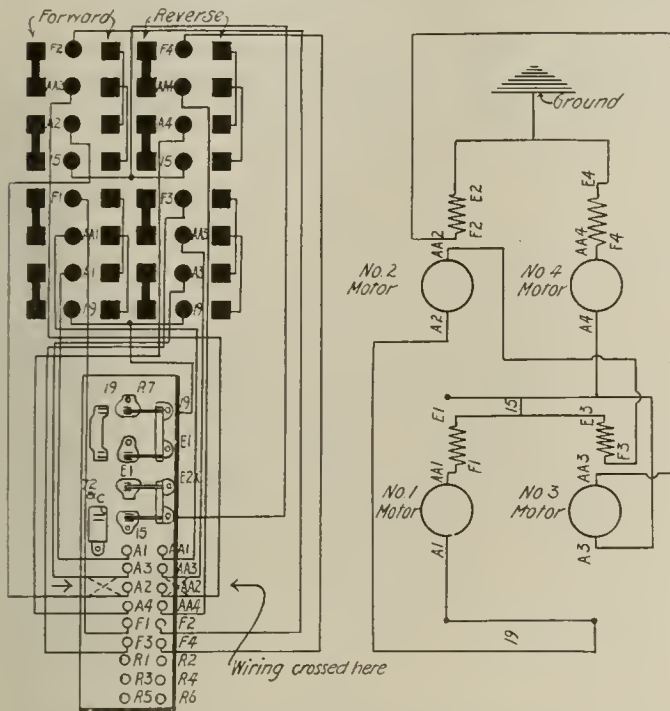 Forward Reverse
F2 F4
AA3 AA4
A2 A4
15 15
F1 F3
AA1 AA3
A1 A3
19 19
19 R7 19
E1
E1 E2X
72
C
15
A1 AA1
A3 AA3
A2 AA2
A4 AA4
F1 F2
F3 F4
R1 R2
R3 R4
R5 R6
Wiring crossed here
Ground
E2 E4
F2 F4
AA2 AA4
No.2 Motor
No.4 Motor
A2 A4
E1 15 E3
F1 F3
AA1 AA3
No.1 Motor
No.3 Motor
A1 A3
19